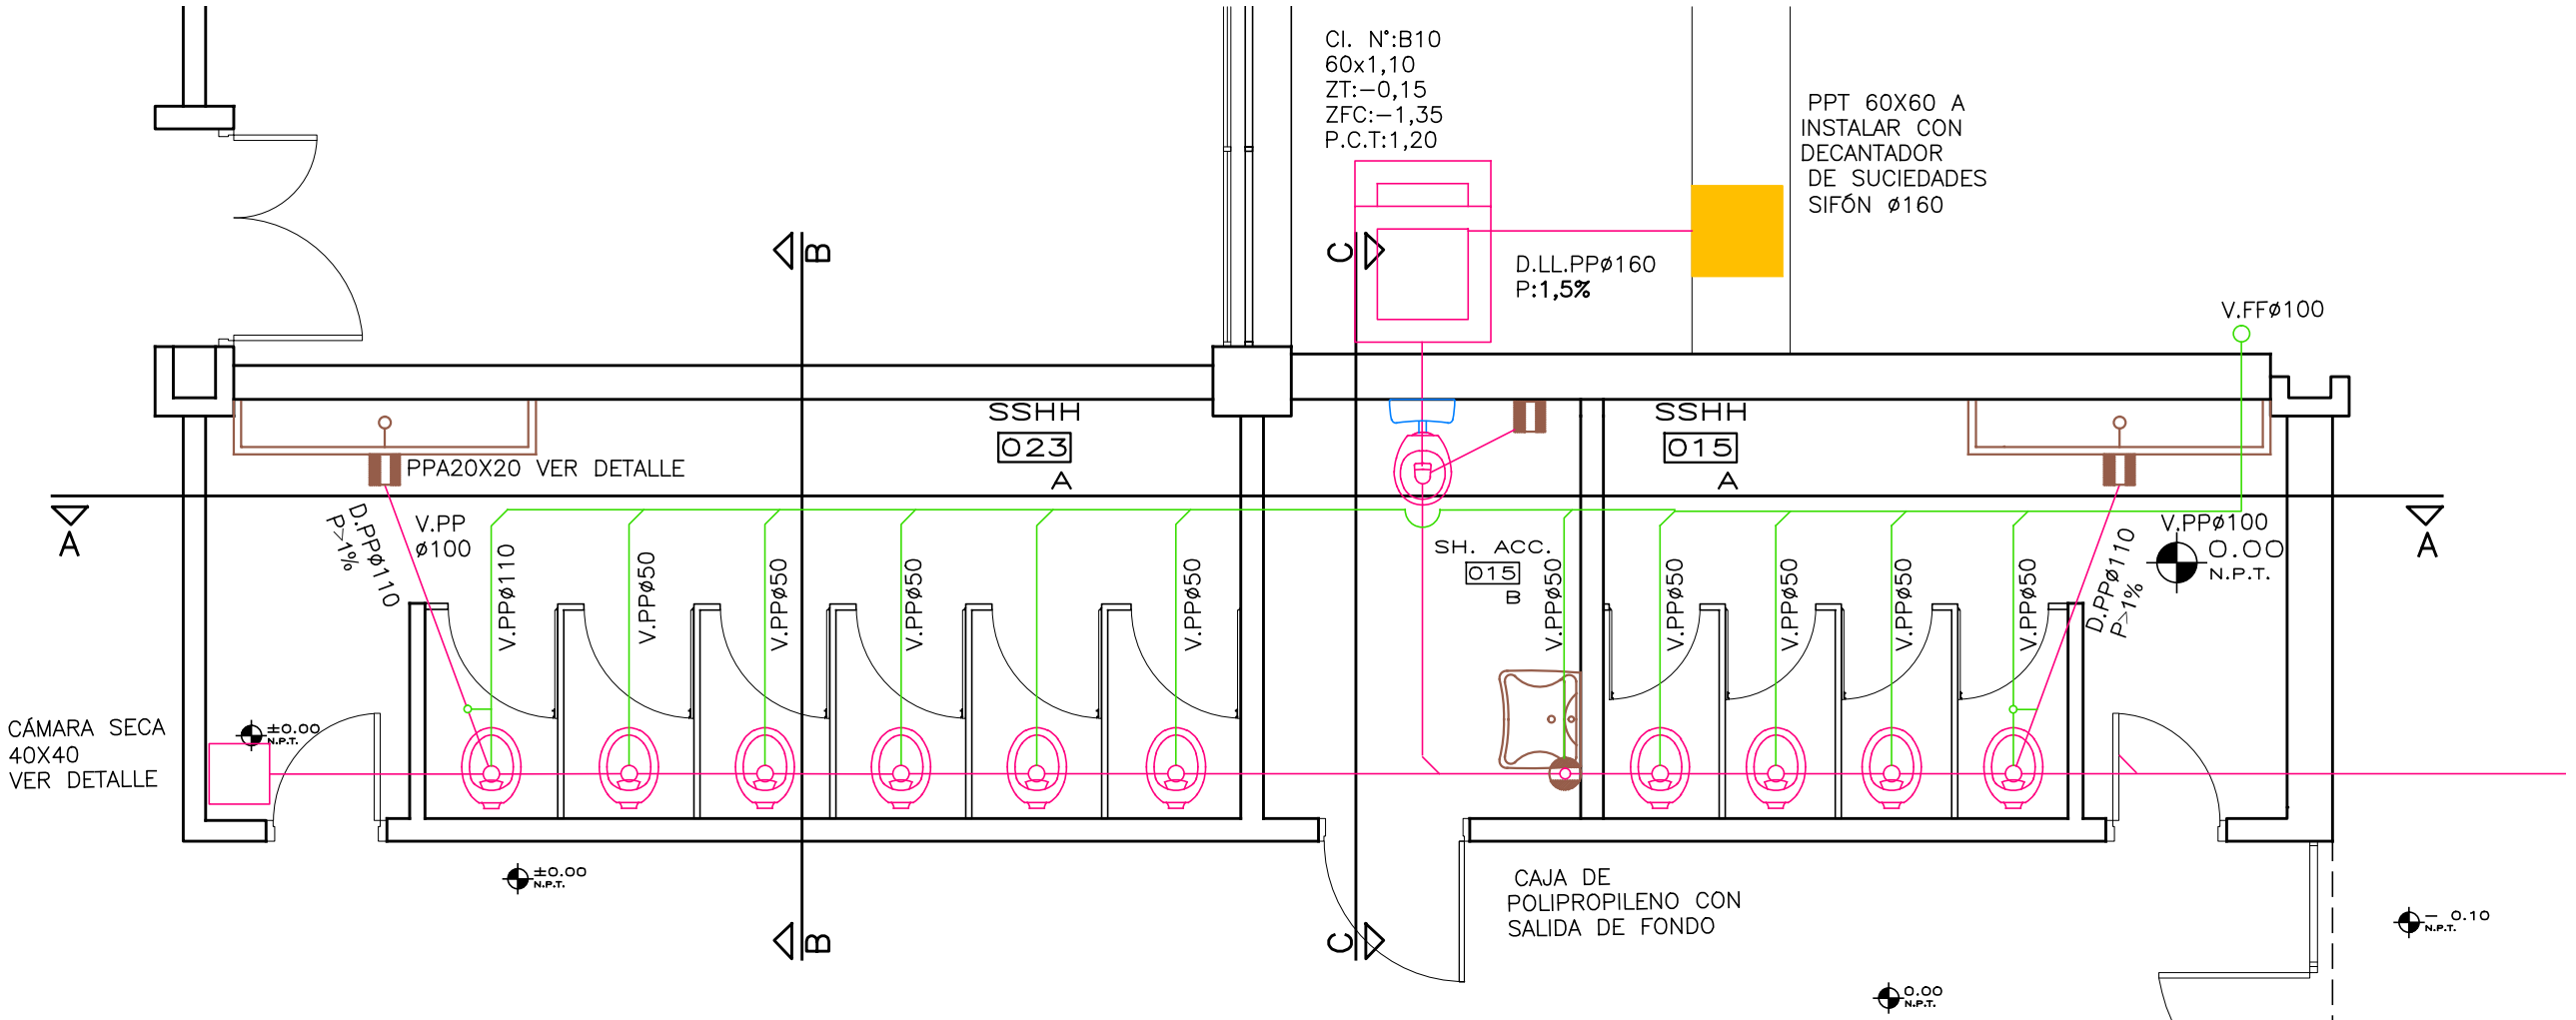 CI. N°:B10
60x1,10
ZT:-0,15
ZFC:-1,35
P.C.T:1,20
PPT 60X60 A
INSTALAR CON
DECANTADOR
DE SUCIEDADES
SIFÓN ø160
B
C
D.LL.PPø160
P:1,5%
V.FFø100
SSHH
023
A
SSHH
015
A
PPA20X20 VER DETALLE
A
A
D.PPø110
P>1%
V.PP
ø100
V.PPø110
V.PPø50
V.PPø50
V.PPø50
V.PPø50
SH. ACC.
015
B
V.PPø50
V.PPø50
V.PPø50
V.PPø50
V.PPø50
D.PPø110
P>1%
V.PPø100
0.00
N.P.T.
CÁMARA SECA
40X40
VER DETALLE
±0.00
N.P.T.
±0.00
N.P.T.
B
C
CAJA DE
POLIPROPILENO CON
SALIDA DE FONDO
- 0.10
N.P.T.
0.00
N.P.T.